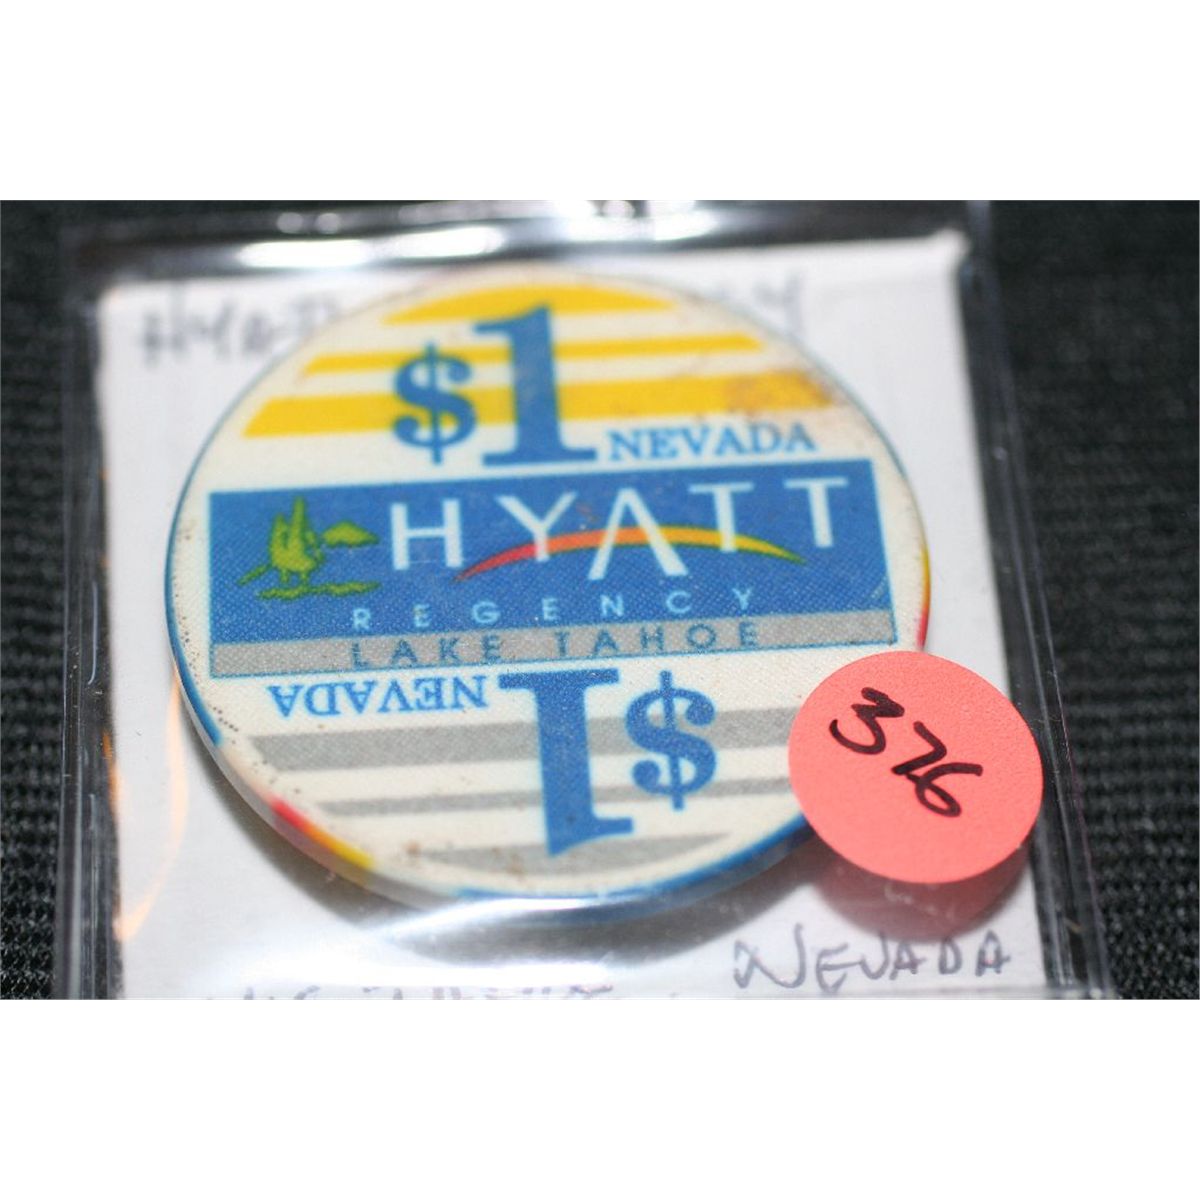 $1
NEVADA
HYATT
REGENCY
LAKE TAHOE
NEVADA
$1
376
NEVADA